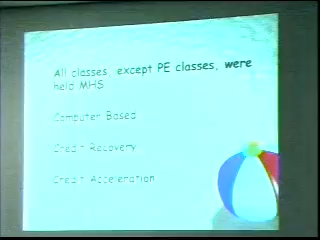 All classes, except PE classes, were
held MHS
Computer Based
Credit Recovery
Credit Acceleration